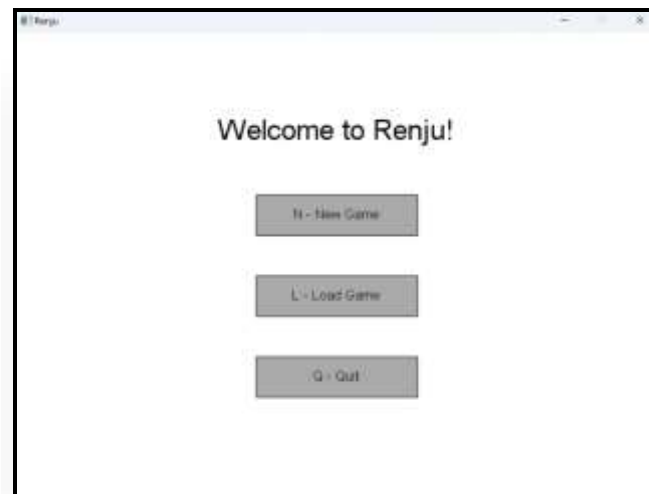 Renju
Welcome to Renju!
N - New Game
L - Load Game
Q - Quit